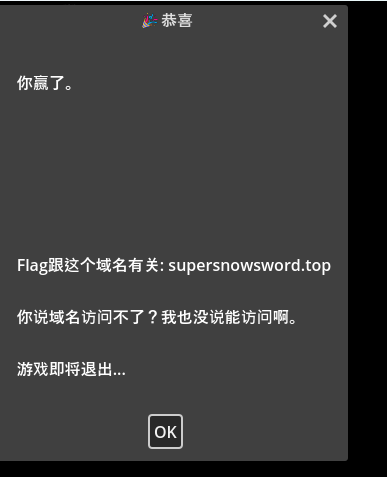 🎉 恭喜
你赢了。
Flag跟这个域名有关: supersnowsword.top
你说域名访问不了？我也没说能访问啊。
游戏即将退出...
OK